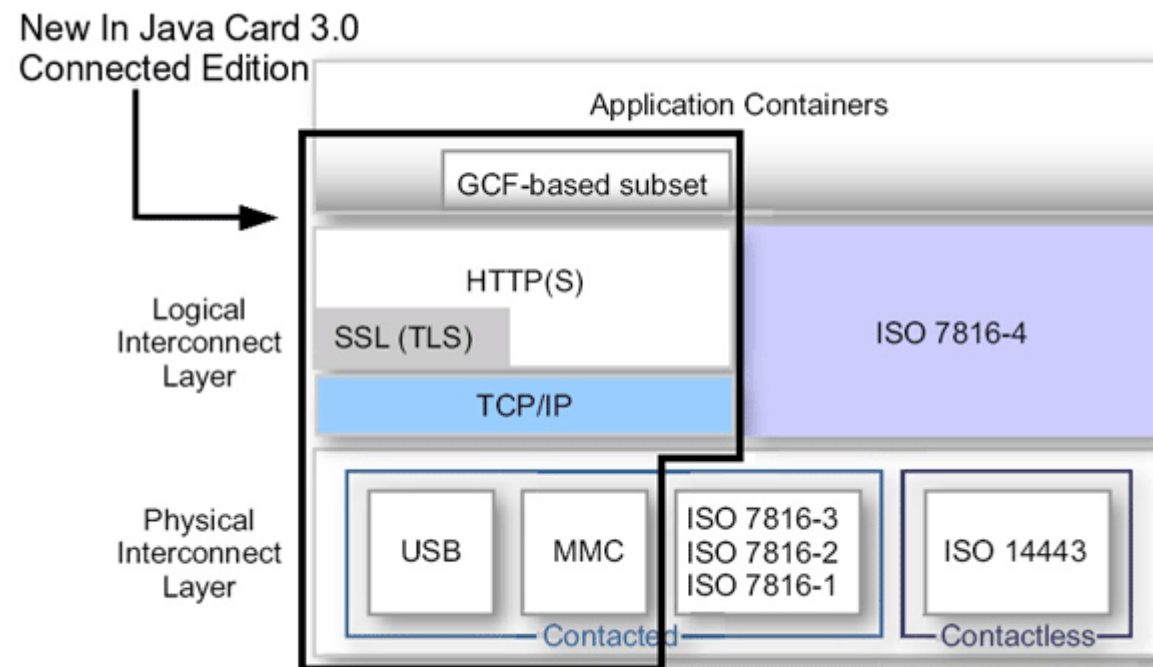 New In Java Card 3.0
Connected Edition
Application Containers
GCF-based subset
Logical
Interconnect
Layer
HTTP(S)
SSL (TLS)
TCP/IP
ISO 7816-4
Physical
Interconnect
Layer
USB
MMC
ISO 7816-3
ISO 7816-2
ISO 7816-1
ISO 14443
Contacted
Contactless